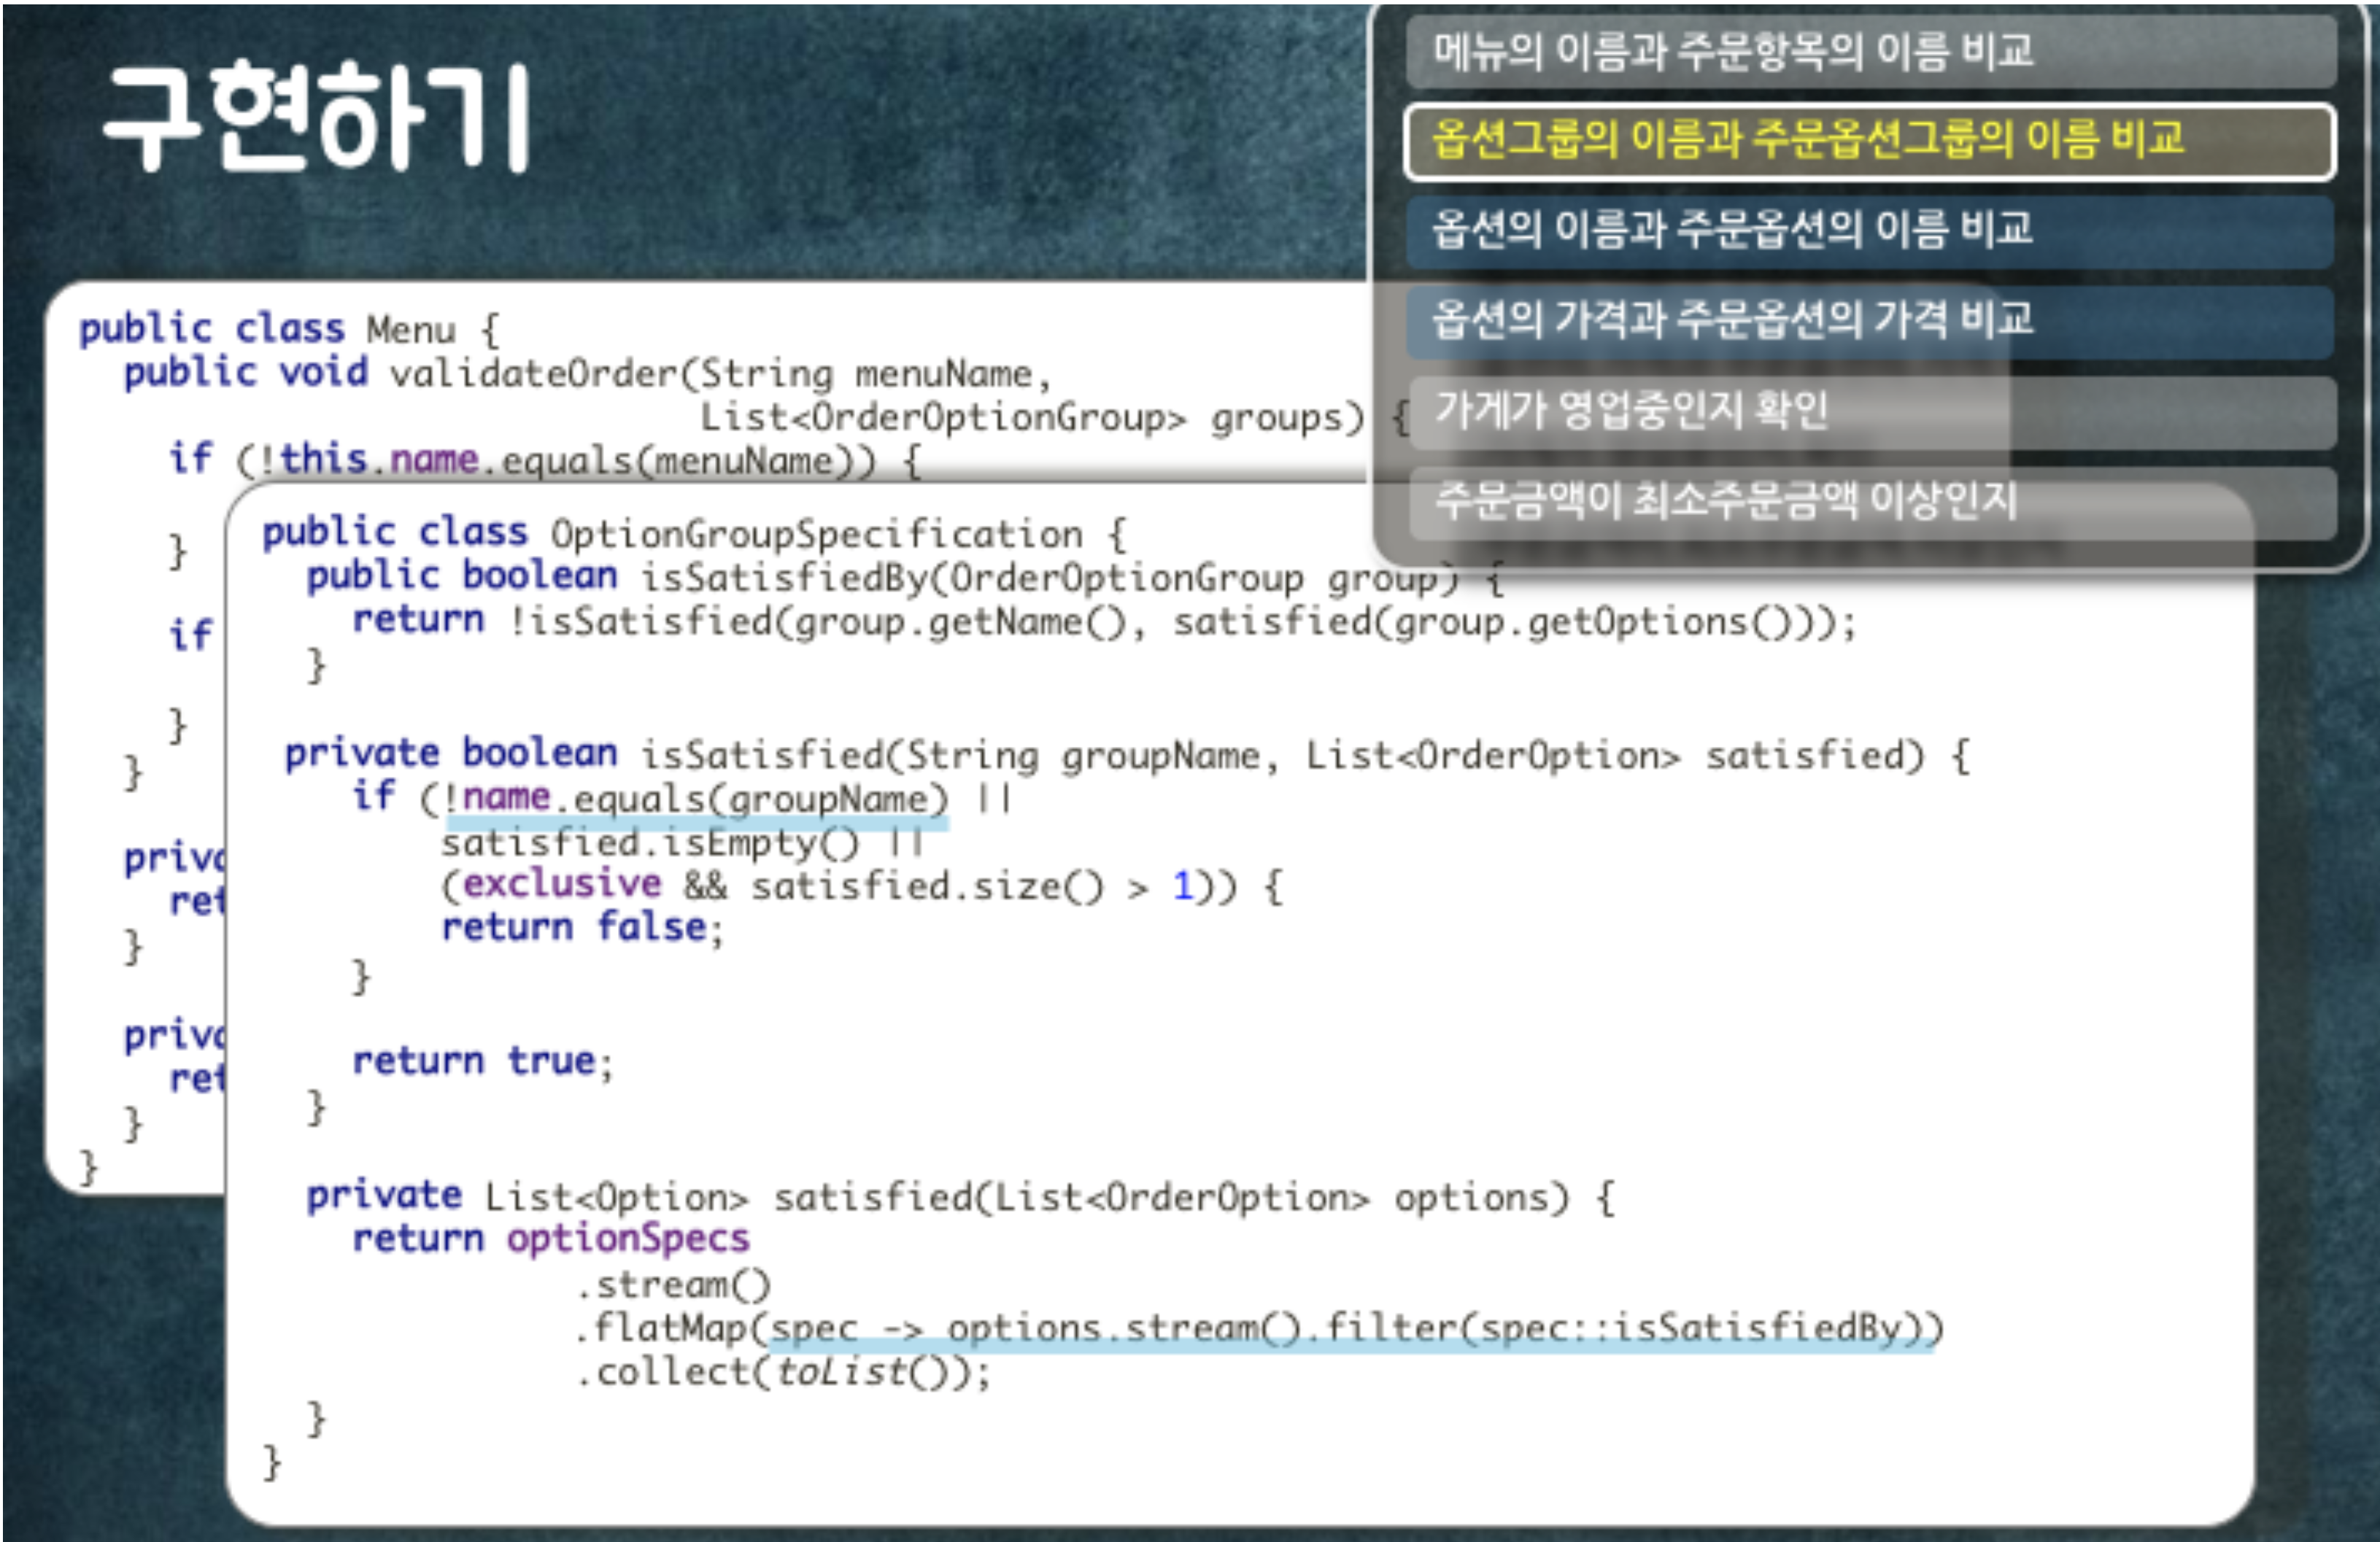 구현하기
메뉴의 이름과 주문항목의 이름 비교
옵션그룹의 이름과 주문옵션그룹의 이름 비교
옵션의 이름과 주문옵션의 이름 비교
옵션의 가격과 주문옵션의 가격 비교
가게가 영업중인지 확인
주문금액이 최소주문금액 이상인지
public class Menu {
public void validateOrder(String menuName,
List<OrderOptionGroup> groups) {
if (!this.name.equals(menuName)) {
}
if
}
}
}
}
}
public class OptionGroupSpecification {
public boolean isSatisfiedBy(OrderOptionGroup group) {
return !isSatisfied(group.getName(), satisfied(group.getOptions()));
}
private boolean isSatisfied(String groupName, List<OrderOption> satisfied) {
if (!name.equals(groupName) ||
satisfied.isEmpty() ||
(exclusive && satisfied.size() > 1)) {
return false;
}
return true;
}
private List<Option> satisfied(List<OrderOption> options) {
return optionSpecs
.stream()
.flatMap(spec -> options.stream().filter(spec::isSatisfiedBy))
.collect(toList());
}
}